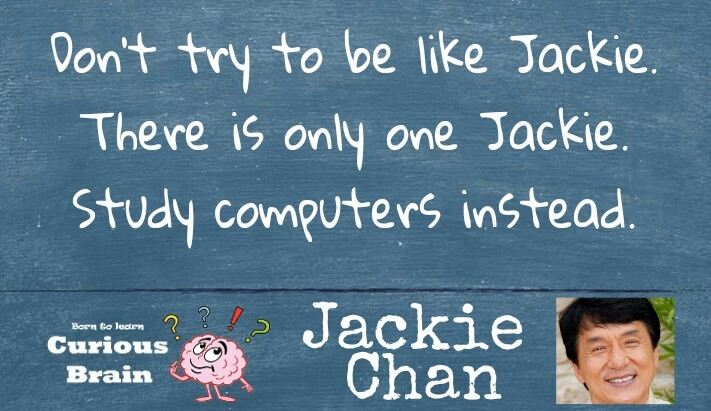 Don't try to be like Jackie.
There is only one Jackie.
Study computers instead.
Born to learn
Curious
Brain
? ? ! ?
Jackie
Chan